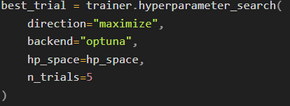 best_trial = trainer.hyperparameter_search(
    direction="maximize",
    backend="optuna",
    hp_space=hp_space,
    n_trials=5
)